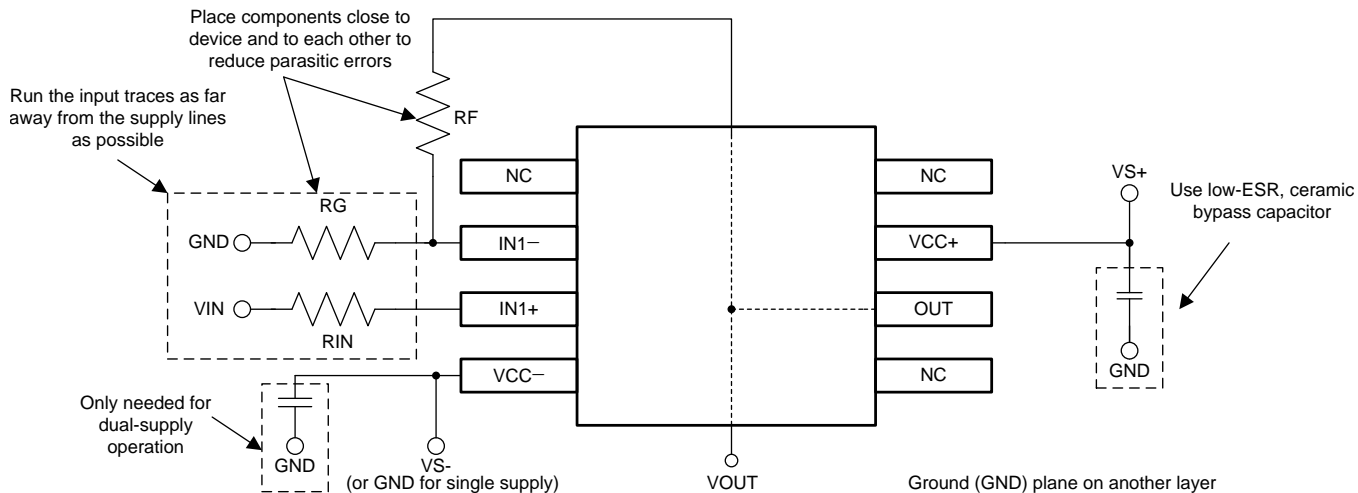 Place components close to
device and to each other to
reduce parasitic errors
Run the input traces as far
away from the supply lines
as possible
RF
NC
NC
VS+
Use low-ESR, ceramic
bypass capacitor
RG
GND
IN1−
VCC+
VIN
IN1+
OUT
RIN
VCC−
NC
GND
Only needed for
dual-supply
operation
GND
VS-
(or GND for single supply)
VOUT
Ground (GND) plane on another layer